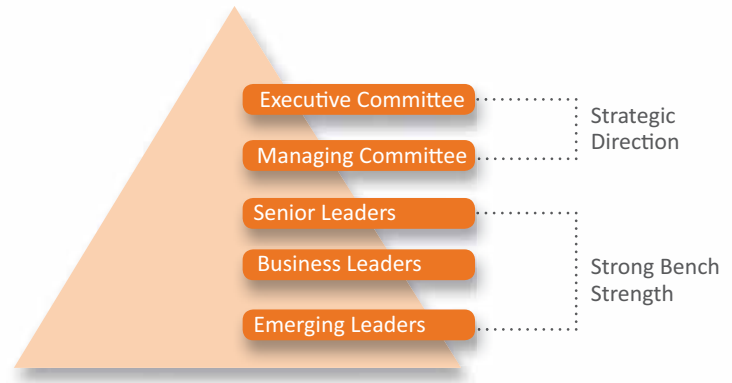 Executive Committee
Managing Committee
Strategic
Direction
Senior Leaders
Business Leaders
Emerging Leaders
Strong Bench
Strength